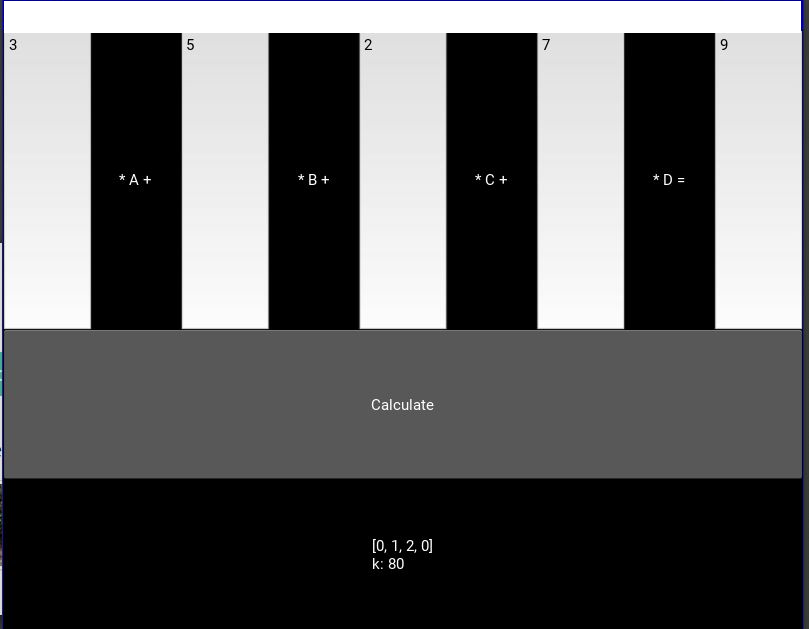 3 * A + 5 * B + 2 * C + 7 * D = 9
Calculate
[0, 1, 2, 0]
k: 80